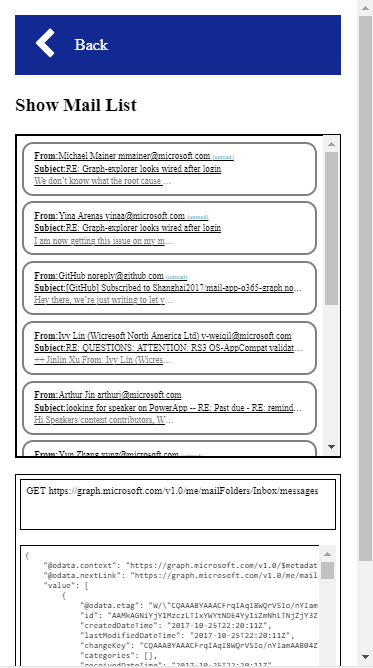 Back
Show Mail List
From:Michael Mainer mmainer@microsoft.com (unread)
Subject:RE: Graph-explorer looks wired after login
We don't know what the root cause …
From:Yina Arenas yinaa@microsoft.com (unread)
Subject:RE: Graph-explorer looks wired after login
I am now getting this issue on my m…
From:GitHub noreply@github.com (unread)
Subject:[GitHub] Subscribed to Shanghai2017/mail-app-o365-graph no…
Hey there, we're just writing to let y…
From:Ivy Lin (Wicresoft North America Ltd) v-weiqil@microsoft.com
Subject:RE: QUESTIONS: ATTENTION: RS3 OS-AppCompat validat…
++ Jinlin Xu From: Ivy Lin (Wicres…
From:Arthur Jin arthurj@microsoft.com
Subject:looking for speaker on PowerApp -- RE: Past due - RE: remind…
Hi Speakers/content contributors, W…
From:Yun Zhang
GET https://graph.microsoft.com/v1.0/me/mailFolders/Inbox/messages
{
"@odata.context": "https://graph.microsoft.com/v1.0/$metadat
"@odata.nextLink": "https://graph.microsoft.com/v1.0/me/mail
"value": [
{
"@odata.etag": "W/\"CQAAABYAAACFrqIAqI8WQrVSIo/nYIam
"id": "AAMkAGNiYjY1MzczLTIxYWYtNDE4Yy1iZmNhLTNjZjY3Z
"createdDateTime": "2017-10-25T22:20:11Z",
"lastModifiedDateTime": "2017-10-25T22:20:11Z",
"changeKey": "CQAAABYAAACFrqIAqI8WQrVSIo/nYIamAAAB04Z
"categories": [],
"receivedDateTime": "2017-10-25T22:20:11Z",